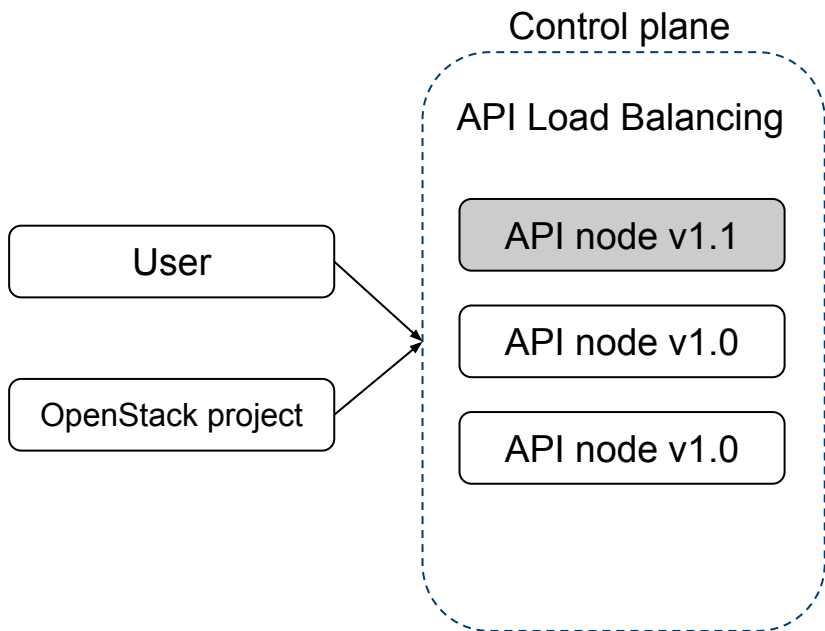 Control plane
API Load Balancing
API node v1.1
User
API node v1.0
OpenStack project
API node v1.0